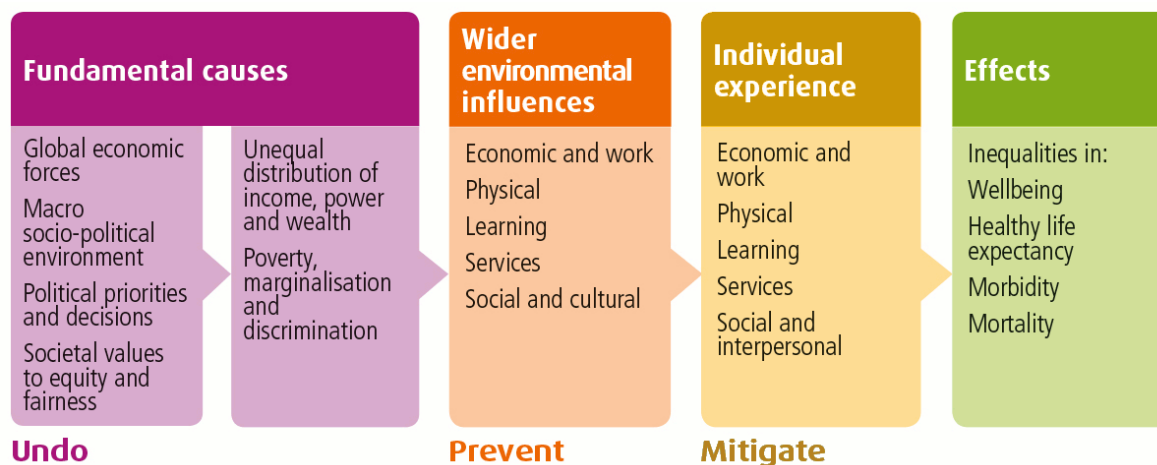 Fundamental causes
Global economic
forces
Macro
socio-political
environment
Political priorities
and decisions
Societal values
to equity and
fairness
Unequal
distribution of
income, power
and wealth
Poverty,
marginalisation
and
discrimination
Undo
Wider
environmental
influences
Economic and work
Physical
Learning
Services
Social and cultural
Prevent
Individual
experience
Economic and
work
Physical
Learning
Services
Social and
interpersonal
Mitigate
Effects
Inequalities in:
Wellbeing
Healthy life
expectancy
Morbidity
Mortality